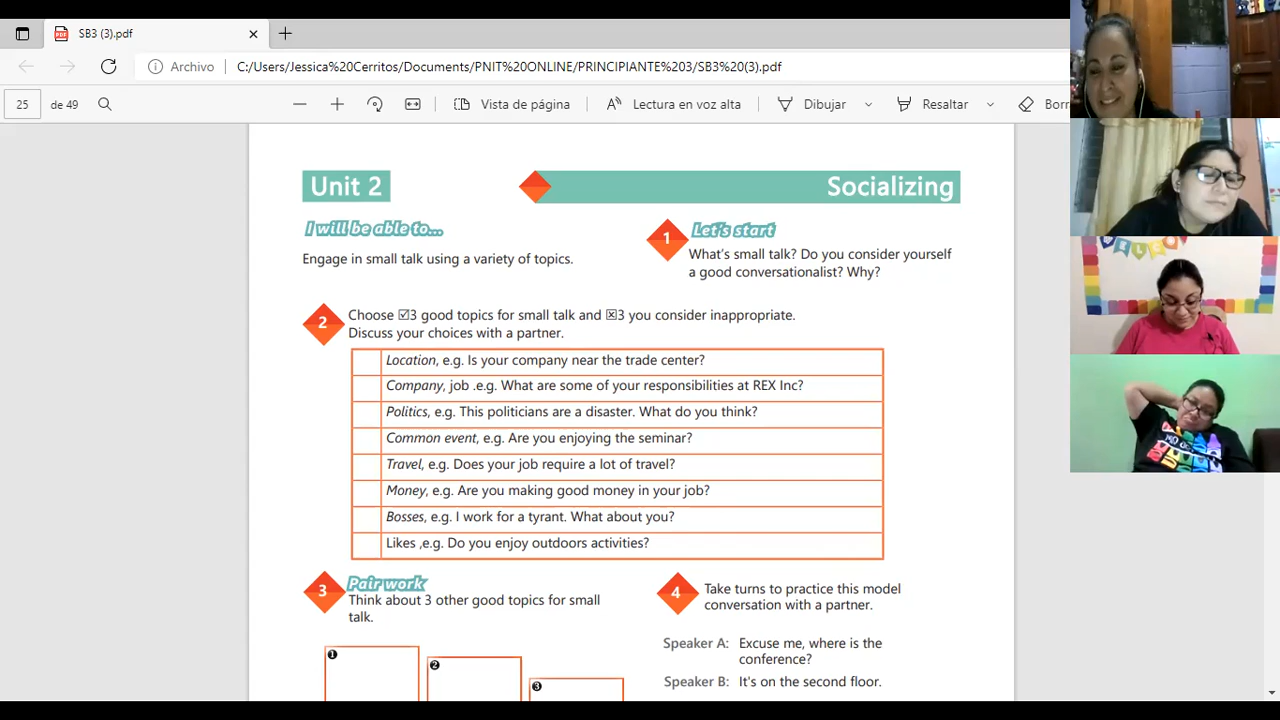 SB3 (3).pdf
Archivo C:/Users/Jessica%20Cerritos/Documents/PNIT%20ONLINE/PRINCIPIANTE%203/SB3%20(3).pdf
25 de 49 Vista de página Lectura en voz alta Dibujar Resaltar Borr
Unit 2 Socializing
I will be able to...
Engage in small talk using a variety of topics.
1 Let's start
What's small talk? Do you consider yourself
a good conversationalist? Why?
2 Choose ☑3 good topics for small talk and ☒3 you consider inappropriate.
Discuss your choices with a partner.
Location, e.g. Is your company near the trade center?
Company, job .e.g. What are some of your responsibilities at REX Inc?
Politics, e.g. This politicians are a disaster. What do you think?
Common event, e.g. Are you enjoying the seminar?
Travel, e.g. Does your job require a lot of travel?
Money, e.g. Are you making good money in your job?
Bosses, e.g. I work for a tyrant. What about you?
Likes ,e.g. Do you enjoy outdoors activities?
3 Pair work
Think about 3 other good topics for small
talk.
❶
❷
❸
4 Take turns to practice this model
conversation with a partner.
Speaker A: Excuse me, where is the
conference?
Speaker B: It's on the second floor.